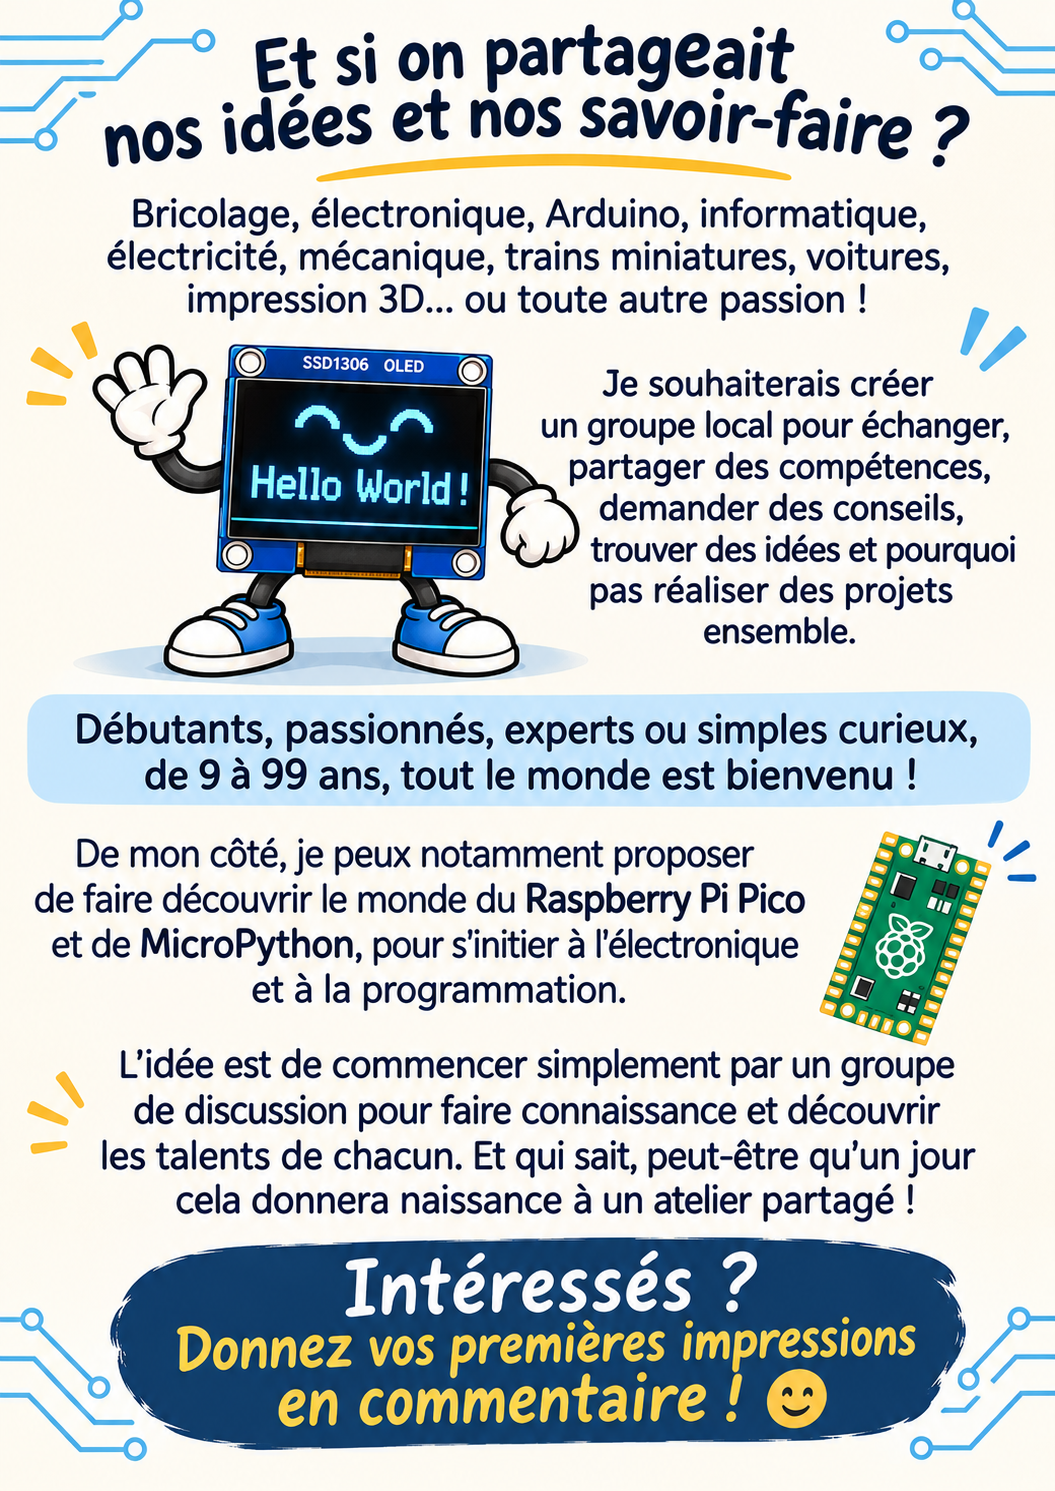 Et si on partageait
nos idées et nos savoir-faire ?
Bricolage, électronique, Arduino, informatique,
électricité, mécanique, trains miniatures, voitures,
impression 3D... ou toute autre passion !
SSD1306 OLED
Hello World !
Je souhaiterais créer
un groupe local pour échanger,
partager des compétences,
demander des conseils,
trouver des idées et pourquoi
pas réaliser des projets
ensemble.
Débutants, passionnés, experts ou simples curieux,
de 9 à 99 ans, tout le monde est bienvenu !
De mon côté, je peux notamment proposer
de faire découvrir le monde du Raspberry Pi Pico
et de MicroPython, pour s'initier à l'électronique
et à la programmation.
L’idée est de commencer simplement par un groupe
de discussion pour faire connaissance et découvrir
les talents de chacun. Et qui sait, peut-être qu’un jour
cela donnera naissance à un atelier partagé !
Intéressés ?
Donnez vos premières impressions
en commentaire ! 😊